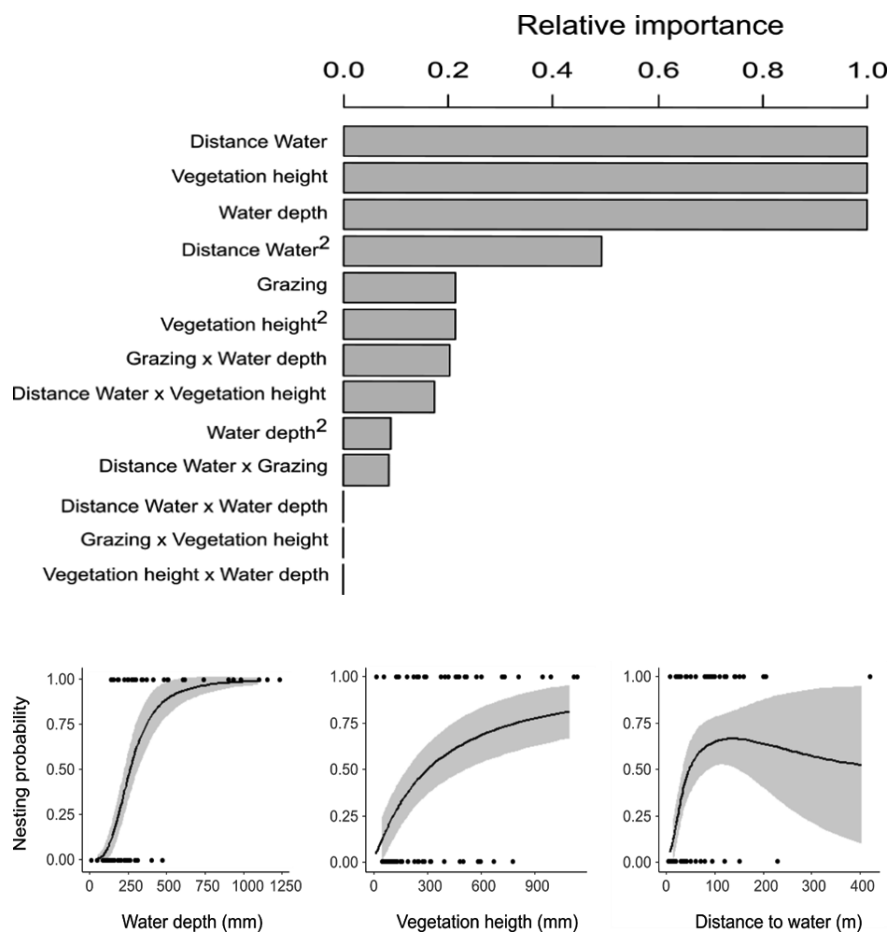 Relative importance
0.0 0.2 0.4 0.6 0.8 1.0
Distance Water
Vegetation height
Water depth
Distance Water²
Grazing
Vegetation height²
Grazing x Water depth
Distance Water x Vegetation height
Water depth²
Distance Water x Grazing
Distance Water x Water depth
Grazing x Vegetation height
Vegetation height x Water depth
Nesting probability
1.00
0.75
0.50
0.25
0.00
0 250 500 750 1000 1250
Water depth (mm)
1.00
0.75
0.50
0.25
0.00
0 300 600 900
Vegetation heigth (mm)
1.00
0.75
0.50
0.25
0.00
0 100 200 300 400
Distance to water (m)